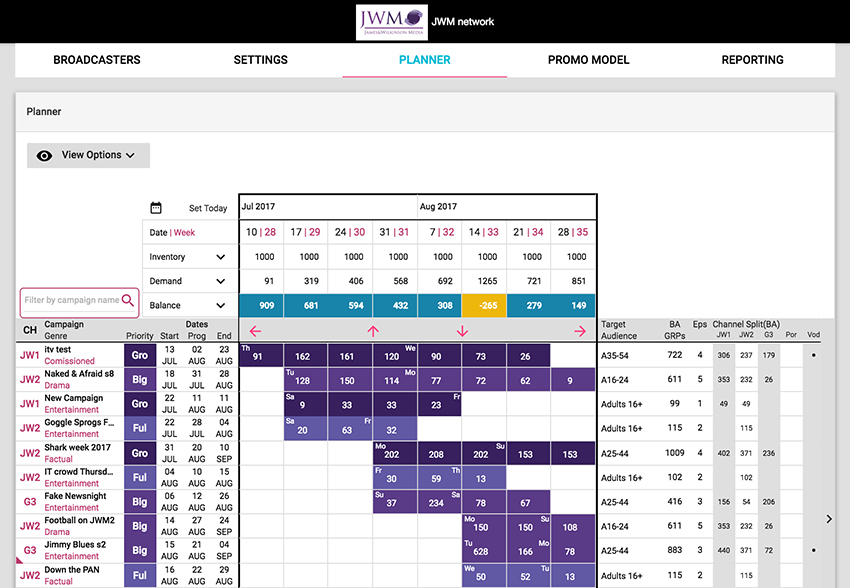 JWM
JAMES&WILKINSON MEDIA
JWM network
BROADCASTERS SETTINGS PLANNER PROMO MODEL REPORTING
Planner
View Options
Set Today Jul 2017 Aug 2017
Date | Week 10 | 28 17 | 29 24 | 30 31 | 31 7 | 32 14 | 33 21 | 34 28 | 35
Inventory 1000 1000 1000 1000 1000 1000 1000 1000
Demand 91 319 406 568 692 1265 721 851
Filter by campaign name Balance 909 681 594 432 308 -265 279 149
CH Campaign Genre Priority Dates Start Prog End Target Audience BA GRPs Eps Channel Split(BA) JW1 JW2 G3 Por Vod
JW1 itv test Comissioned Gro 13 JUL 02 AUG 23 AUG Th 91 162 161 120 We 90 73 26 A35-54 722 4 306 237 179 •
JW2 Naked & Afraid s8 Drama Big 18 JUL 31 JUL 28 AUG Tu 128 150 114 Mo 77 72 62 9 A16-24 611 5 353 232 26
JW1 New Campaign Entertainment Gro 22 JUL 11 AUG 11 AUG Sa 9 33 33 23 Fr Adults 16+ 99 1 49 49
JW2 Goggle Sprogs F... Entertainment Ful 22 JUL 28 JUL 04 AUG Sa 20 63 Fr 32 Adults 16+ 115 2 115
JW2 Shark week 2017 Factual Gro 31 JUL 20 AUG 10 SEP Mo 202 208 202 Su 153 153 A25-44 1009 4 402 371 236
JW2 IT crowd Thursd... Entertainment Ful 04 AUG 10 AUG 15 AUG Fr 30 59 Th 13 Adults 16+ 102 2 102
G3 Fake Newsnight Entertainment Big 06 AUG 12 AUG 26 AUG Su 37 234 Sa 78 67 A25-44 416 3 156 54 206
JW2 Football on JWM2 Drama Big 14 AUG 27 AUG 24 SEP Mo 150 150 Su 108 A16-24 611 5 353 232 26
G3 Jimmy Blues s2 Entertainment Big 15 AUG 21 AUG 04 SEP Tu 628 166 Mo 78 A25-44 883 3 440 371 72 •
JW2 Down the PAN Factual Ful 16 AUG 22 AUG 29 AUG We 50 52 Tu 13 Adults 16+ 115 2 115